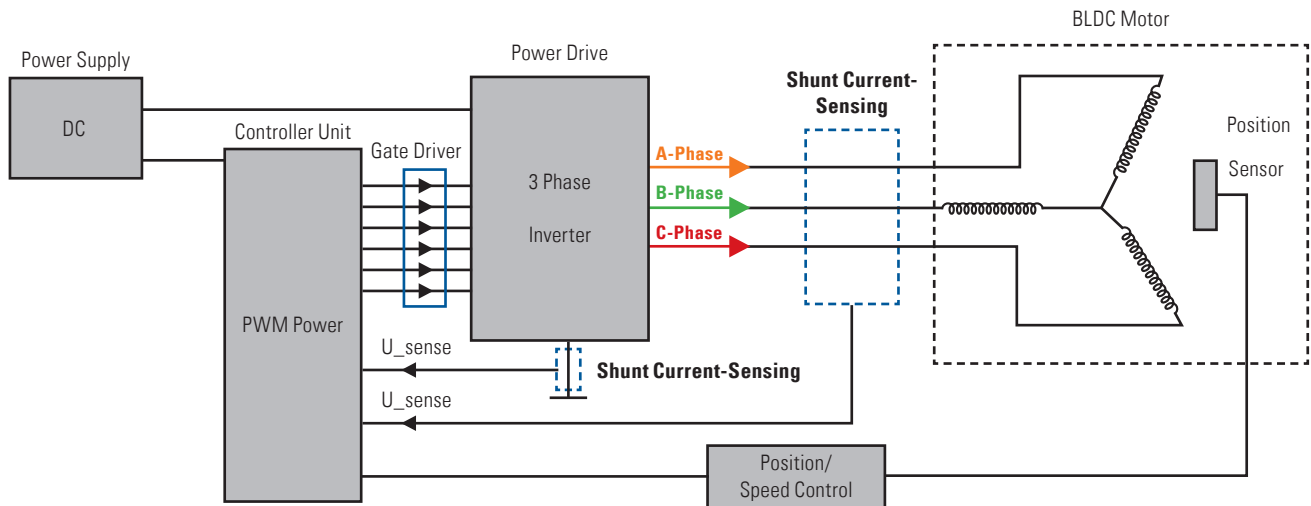 BLDC Motor
Power Supply
Power Drive
Shunt Current-
Sensing
DC
Controller Unit
Gate Driver
Position
Sensor
A-Phase
3 Phase
B-Phase
Inverter
C-Phase
PWM Power
U_sense
Shunt Current-Sensing
U_sense
Position/
Speed Control